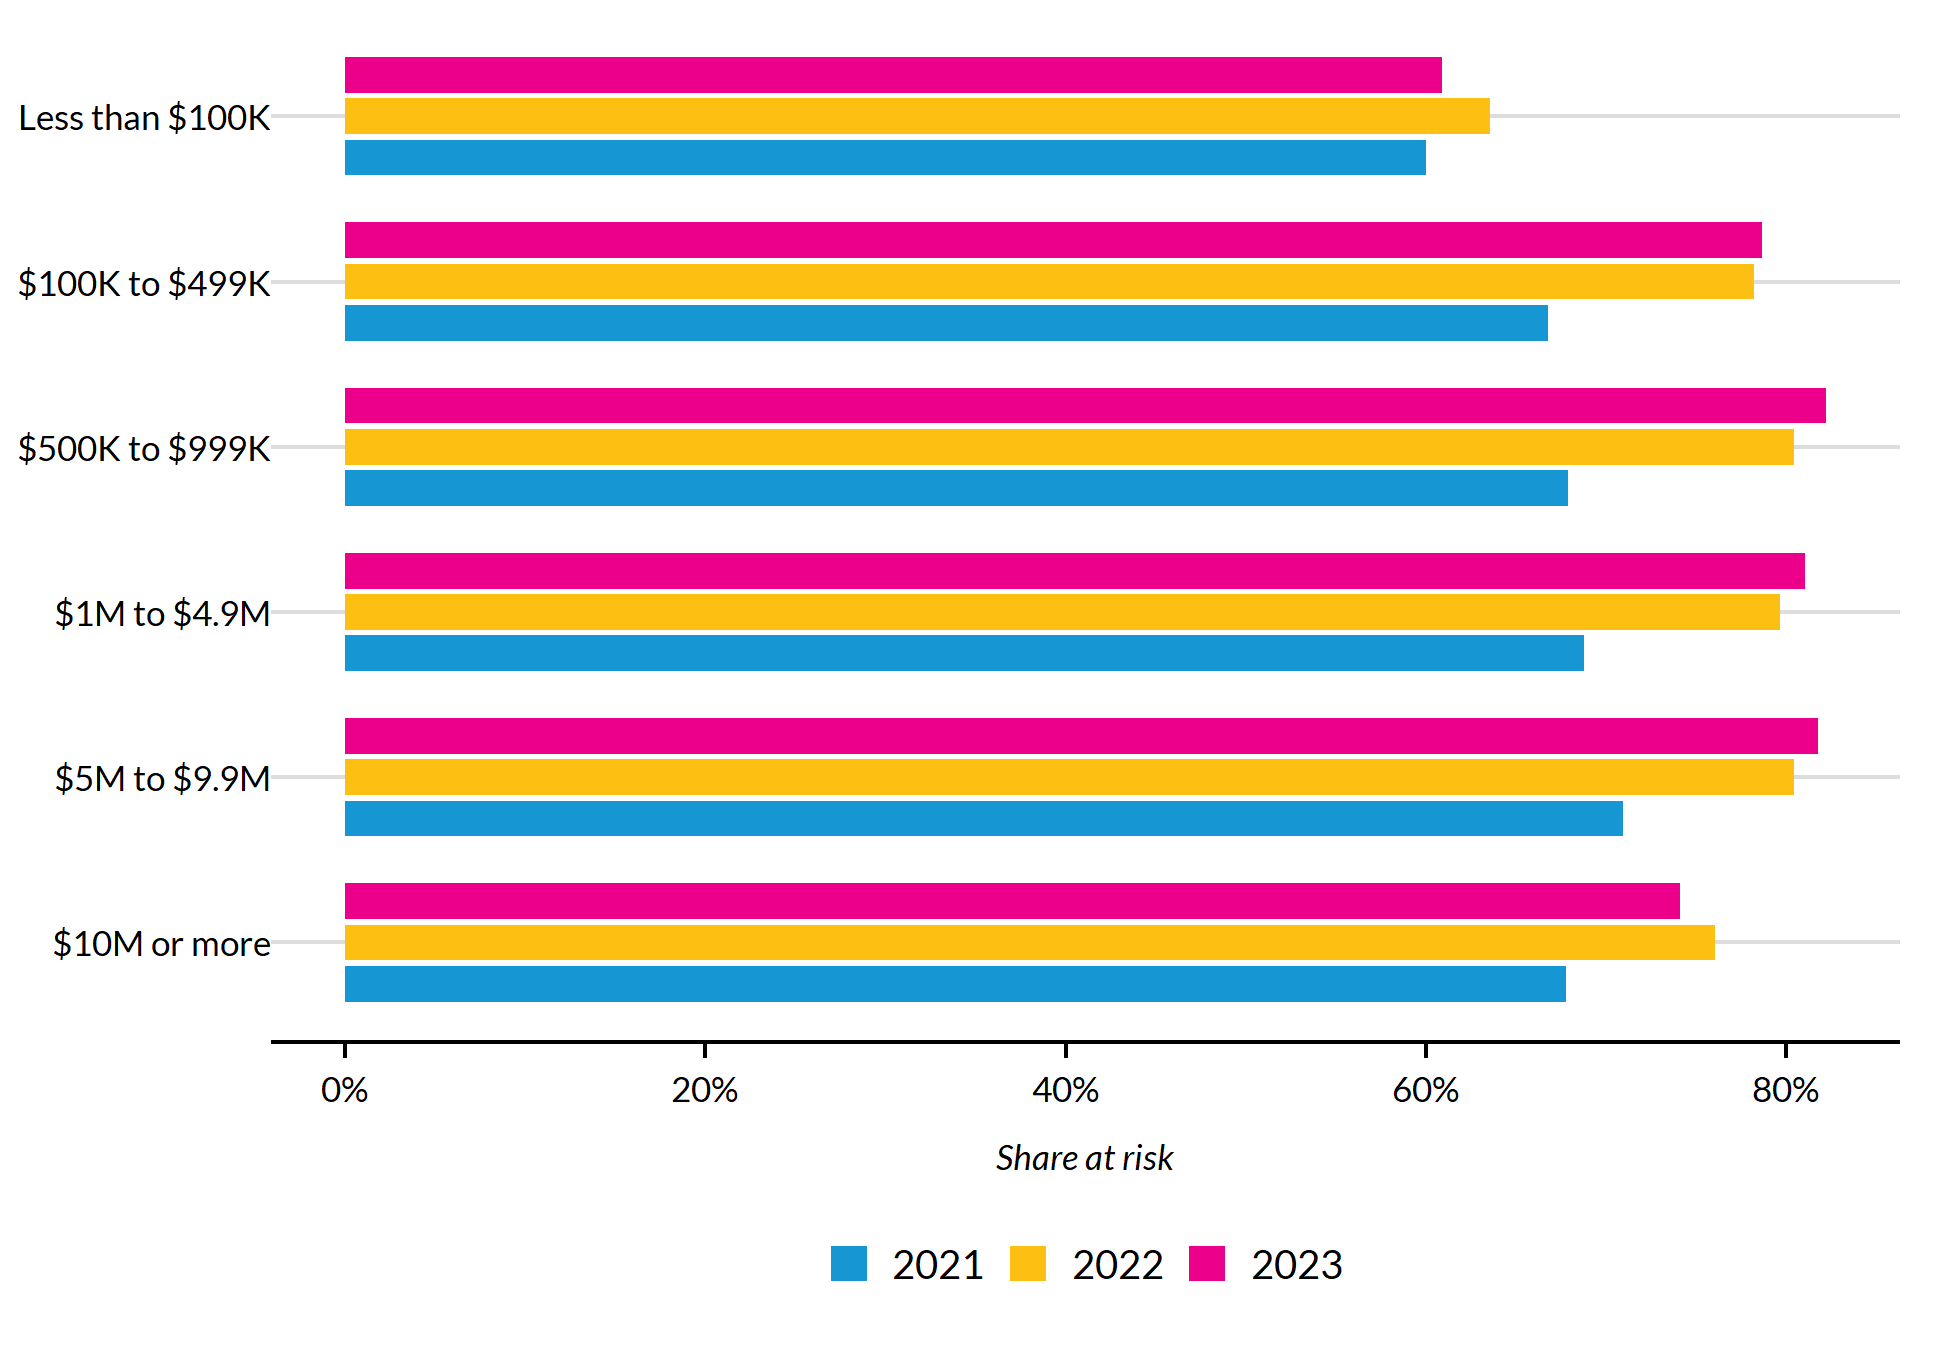 Less than $100K
$100K to $499K
$500K to $999K
$1M to $4.9M
$5M to $9.9M
$10M or more
0% 20% 40% 60% 80%
Share at risk
2021 2022 2023